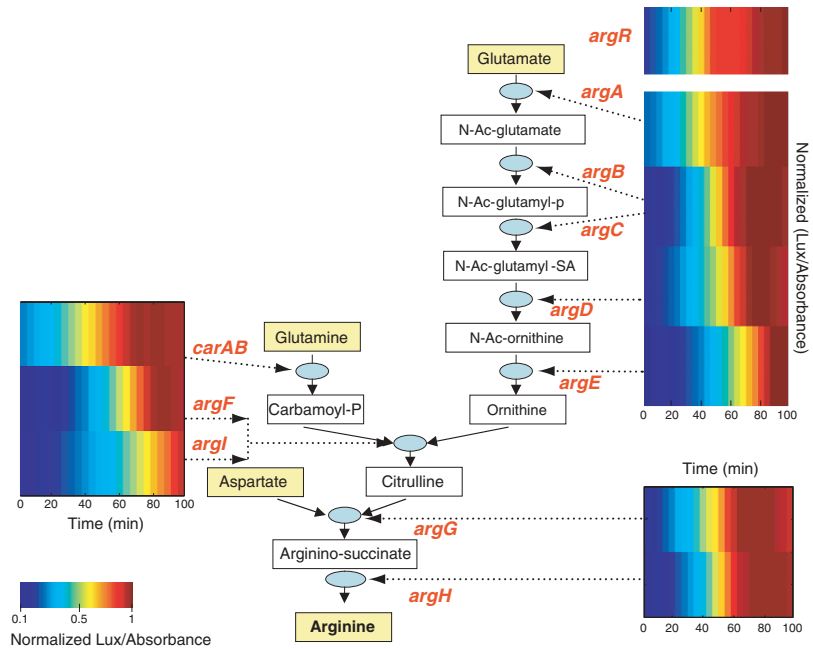 argR
Glutamate
argA
N-Ac-glutamate
argB
N-Ac-glutamyl-p
argC
N-Ac-glutamyl-SA
argD
N-Ac-ornithine
argE
Ornithine
Normalized (Lux/Absorbance)
0 20 40 60 80 100
Time (min)
carAB
Glutamine
Carbamoyl-P
argF
argI
0 20 40 60 80 100
Time (min)
Aspartate
Citrulline
argG
Arginino-succinate
argH
Arginine
0 20 40 60 80 100
0.1 0.5 1
Normalized Lux/Absorbance